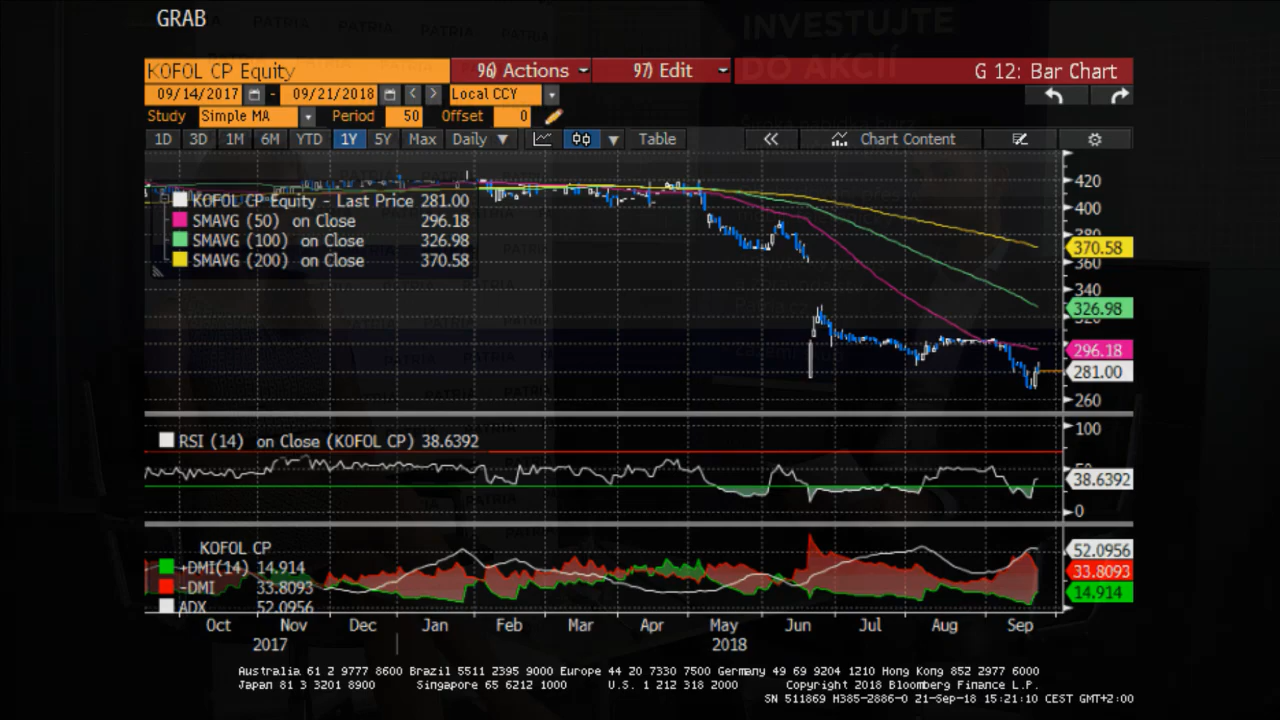 GRAB
INVESTUJTE
DO AKCIÍ
KOFOL CP Equity 96) Actions 97) Edit G 12: Bar Chart
09/14/2017 - 09/21/2018 Local CCY
Study Simple MA Period 50 Offset 0
1D 3D 1M 6M YTD 1Y 5Y Max Daily Table Chart Content
KOFOL CP Equity - Last Price 281.00
SMAVG (50) on Close 296.18
SMAVG (100) on Close 326.98
SMAVG (200) on Close 370.58
420
400
380
370.58
360
340
326.98
320
296.18
281.00
260
RSI (14) on Close (KOFOL CP) 38.6392
100
50
38.6392
0
KOFOL CP
+DMI(14) 14.914
-DMI 33.8093
ADX 52.0956
52.0956
33.8093
14.914
Oct Nov Dec Jan Feb Mar Apr May Jun Jul Aug Sep
2017 2018
Australia 61 2 9777 8600 Brazil 5511 2395 9000 Europe 44 20 7330 7500 Germany 49 69 9204 1210 Hong Kong 852 2977 6000
Japan 81 3 3201 8900 Singapore 65 6212 1000 U.S. 1 212 318 2000 Copyright 2018 Bloomberg Finance L.P.
SN 511869 H385-2886-0 21-Sep-18 15:21:10 CEST GMT+2:00